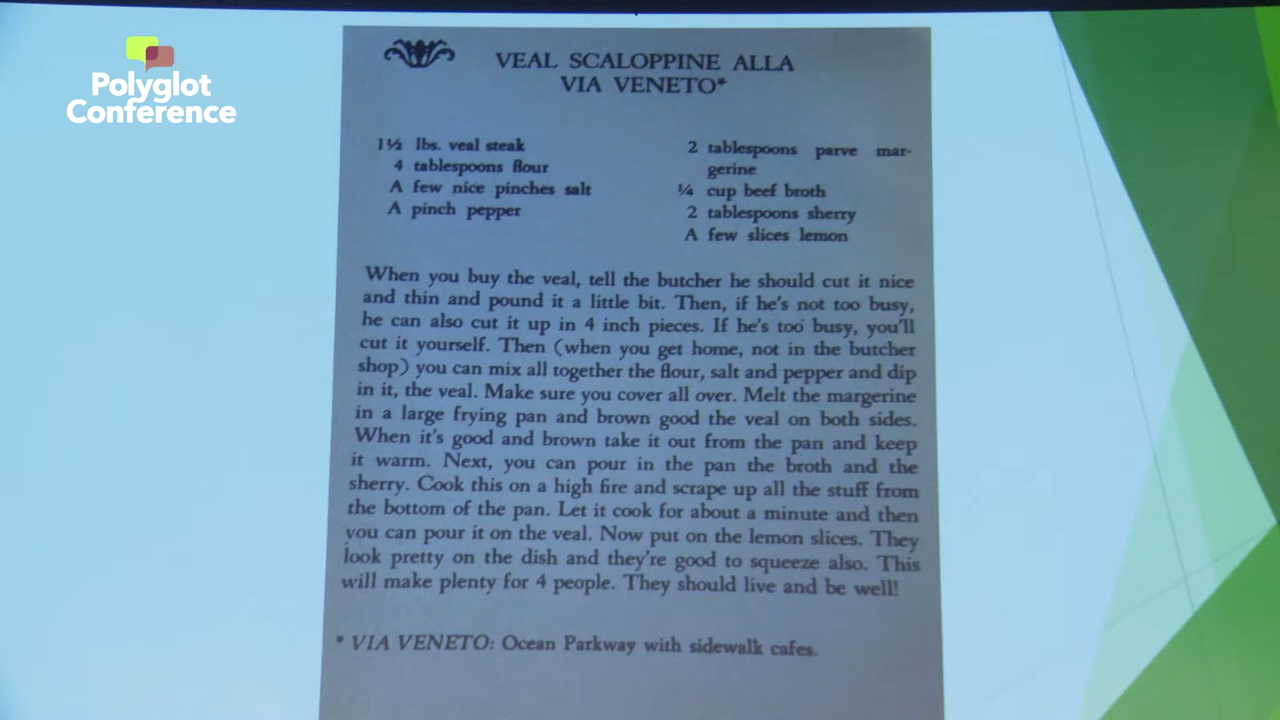 Polyglot
Conference
VEAL SCALOPPINE ALLA
VIA VENETO*
1½ lbs. veal steak
4 tablespoons flour
A few nice pinches salt
A pinch pepper
2 tablespoons parve mar-
gerine
¼ cup beef broth
2 tablespoons sherry
A few slices lemon
When you buy the veal, tell the butcher he should cut it nice
and thin and pound it a little bit. Then, if he's not too busy,
he can also cut it up in 4 inch pieces. If he's too busy, you'll
cut it yourself. Then (when you get home, not in the butcher
shop) you can mix all together the flour, salt and pepper and dip
in it, the veal. Make sure you cover all over. Melt the margerine
in a large frying pan and brown good the veal on both sides.
When it's good and brown take it out from the pan and keep
it warm. Next, you can pour in the pan the broth and the
sherry. Cook this on a high fire and scrape up all the stuff from
the bottom of the pan. Let it cook for about a minute and then
you can pour it on the veal. Now put on the lemon slices. They
look pretty on the dish and they're good to squeeze also. This
will make plenty for 4 people. They should live and be well!
* VIA VENETO: Ocean Parkway with sidewalk cafes.